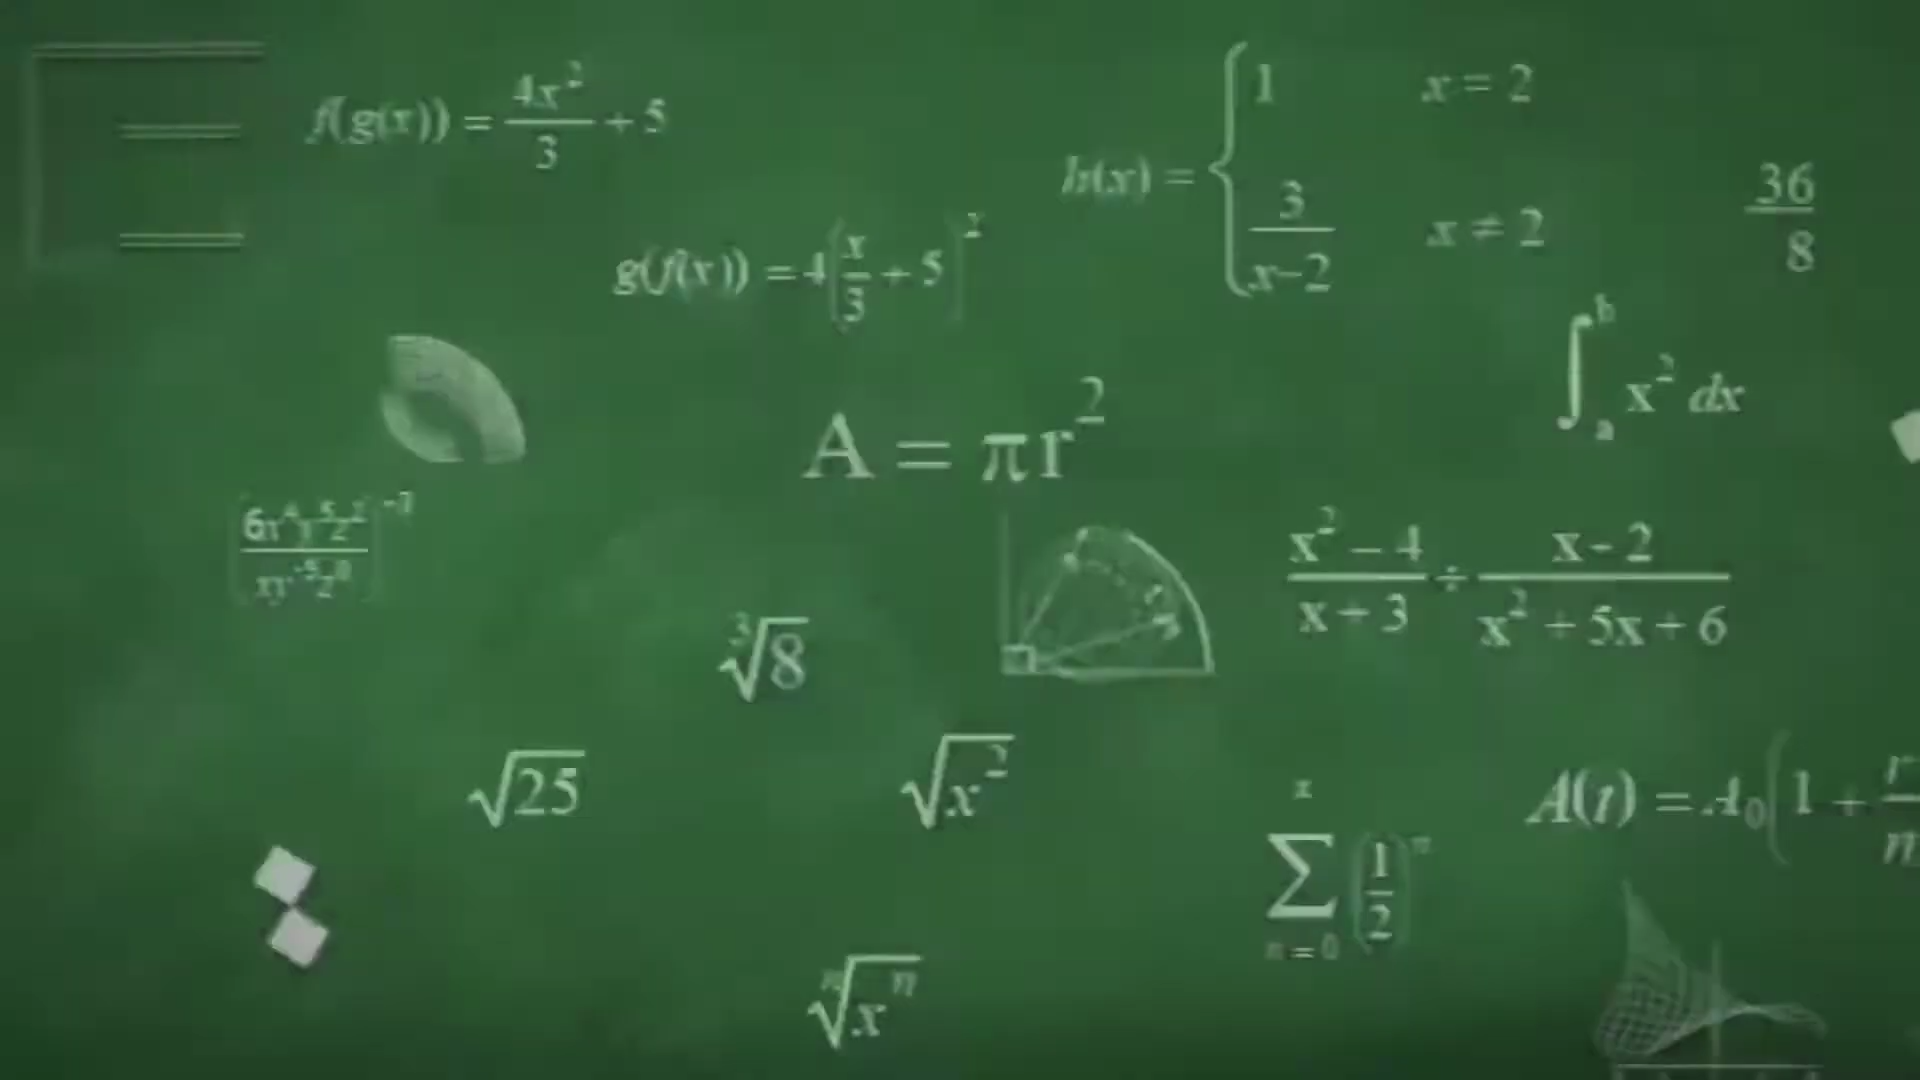 f(g(x)) = 4x²/3 + 5
h(x) = { 1 x = 2
3/(x-2) x ≠ 2
36/8
g(f(x)) = 4(x/3 + 5)²
∫ₐᵇ x² dx
A = πr²
(x² - 4)/(x + 3) ÷ (x - 2)/(x² + 5x + 6)
∛8
√25
√x²
A(t) = A₀(1 + r/n
∑ n = 0 (1/2)ⁿ
ⁿ√xⁿ